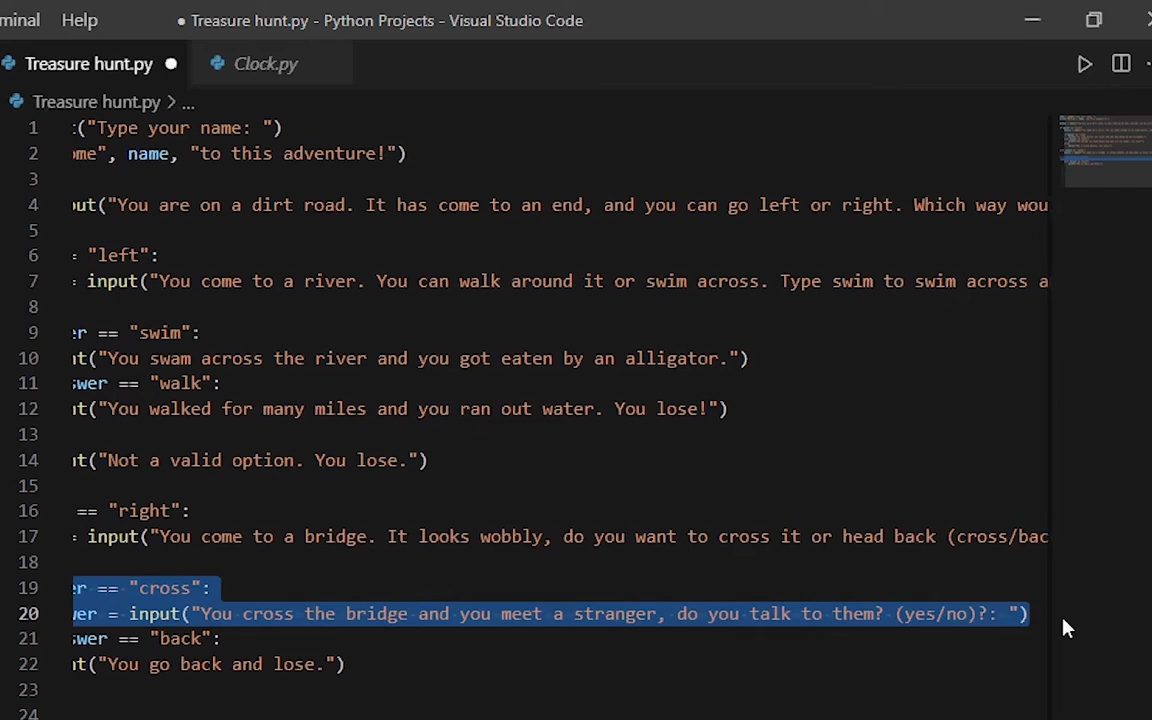 minal Help ● Treasure hunt.py - Python Projects - Visual Studio Code
Treasure hunt.py ● Clock.py
Treasure hunt.py > ...
1 :("Type your name: ")
2 ome", name, "to this adventure!")
3
4 out("You are on a dirt road. It has come to an end, and you can go left or right. Which way wou
5
6 = "left":
7 = input("You come to a river. You can walk around it or swim across. Type swim to swim across a
8
9 er == "swim":
10 nt("You swam across the river and you got eaten by an alligator.")
11 swer == "walk":
12 nt("You walked for many miles and you ran out water. You lose!")
13
14 nt("Not a valid option. You lose.")
15
16 == "right":
17 = input("You come to a bridge. It looks wobbly, do you want to cross it or head back (cross/bac
18
19 er == "cross":
20 wer = input("You cross the bridge and you meet a stranger, do you talk to them? (yes/no)?: ")
21 swer == "back":
22 nt("You go back and lose.")
23
24